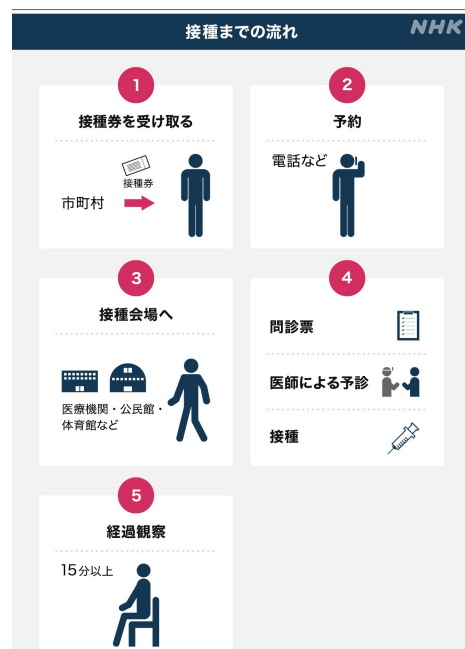 接種までの流れ
NHK
1
接種券を受け取る
接種券
市町村
2
予約
電話など
3
接種会場へ
医療機関・公民館・
体育館など
4
問診票
医師による予診
接種
5
経過観察
15分以上